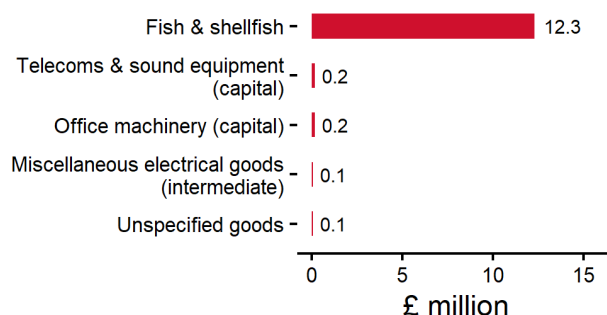 Fish & shellfish
12.3
Telecoms & sound equipment
(capital)
0.2
Office machinery (capital)
0.2
Miscellaneous electrical goods
(intermediate)
0.1
Unspecified goods
0.1
0 5 10 15
£ million